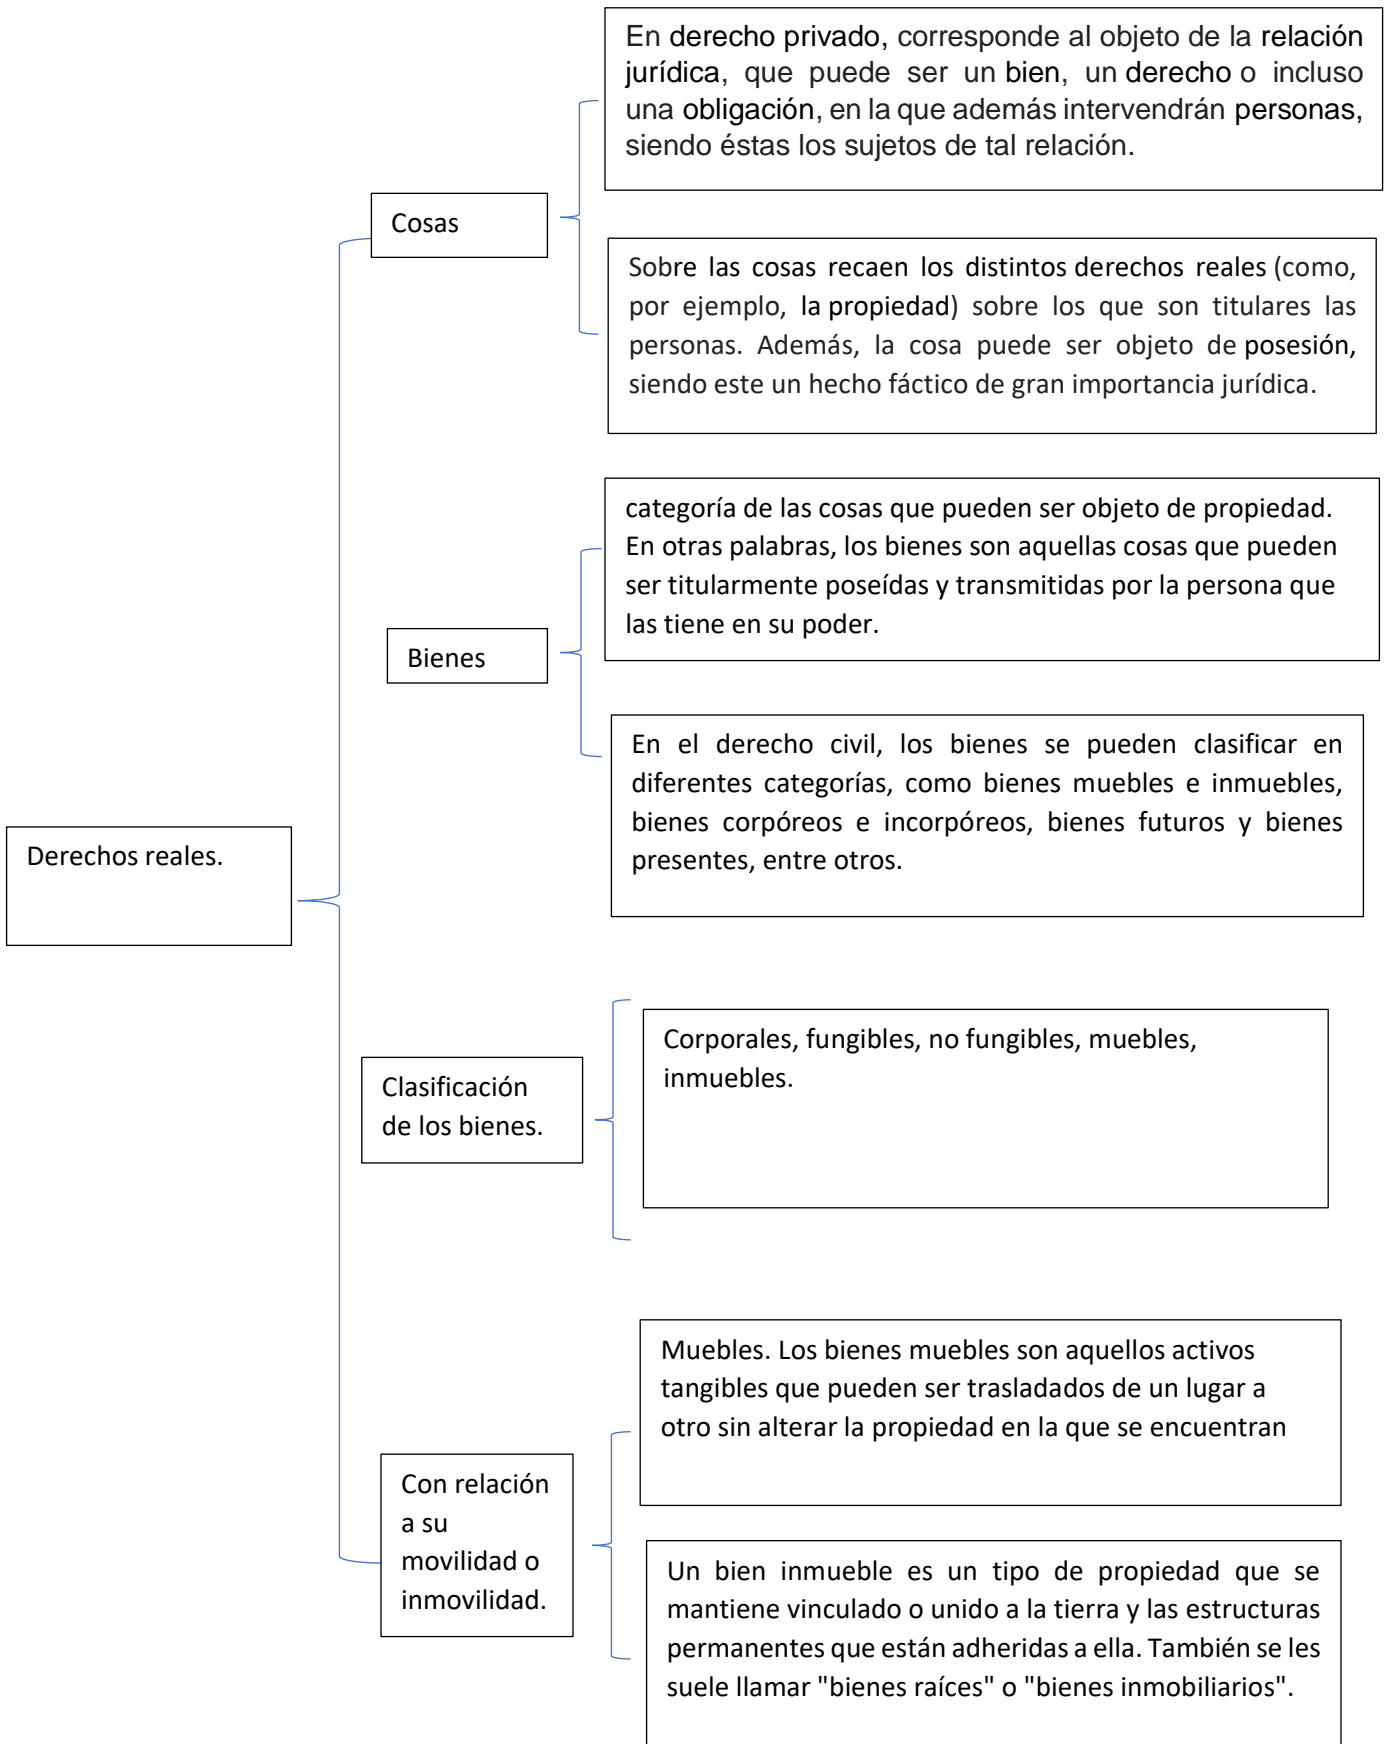 En derecho privado, corresponde al objeto de la relación
jurídica, que puede ser un bien, un derecho o incluso
una obligación, en la que además intervendrán personas,
siendo éstas los sujetos de tal relación.
Cosas
Sobre las cosas recaen los distintos derechos reales (como,
por ejemplo, la propiedad) sobre los que son titulares las
personas. Además, la cosa puede ser objeto de posesión,
siendo este un hecho fáctico de gran importancia jurídica.
categoría de las cosas que pueden ser objeto de propiedad.
En otras palabras, los bienes son aquellas cosas que pueden
ser titularmente poseídas y transmitidas por la persona que
las tiene en su poder.
Bienes
En el derecho civil, los bienes se pueden clasificar en
diferentes categorías, como bienes muebles e inmuebles,
bienes corpóreos e incorpóreos, bienes futuros y bienes
presentes, entre otros.
Derechos reales.
Corporales, fungibles, no fungibles, muebles,
inmuebles.
Clasificación
de los bienes.
Muebles. Los bienes muebles son aquellos activos
tangibles que pueden ser trasladados de un lugar a
otro sin alterar la propiedad en la que se encuentran
Con relación
a su
movilidad o
inmovilidad.
Un bien inmueble es un tipo de propiedad que se
mantiene vinculado o unido a la tierra y las estructuras
permanentes que están adheridas a ella. También se les
suele llamar "bienes raíces" o "bienes inmobiliarios".